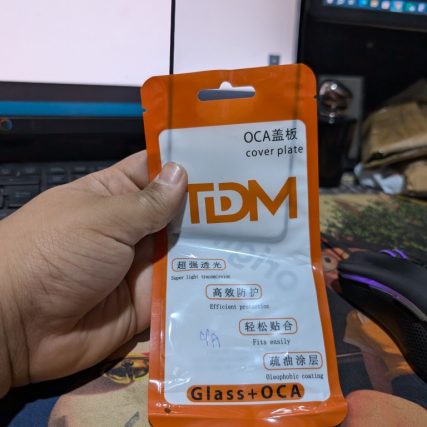 OCA盖板
cover plate
TDM
超强透光
Super light transmission
高效防护
Efficient protection
轻松贴合
Fits easily
疏油涂层
Oleophobic coating
Glass+OCA